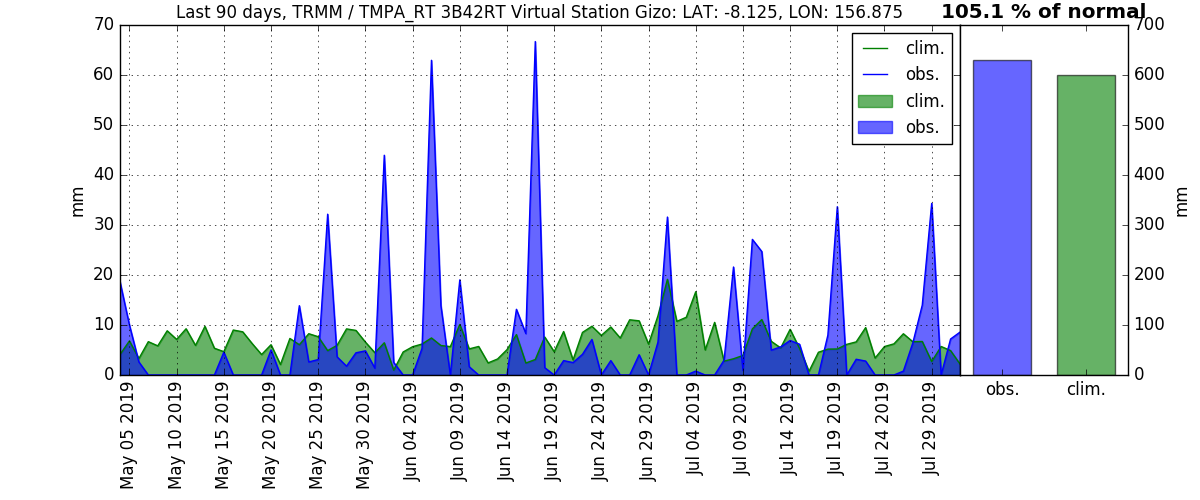 Last 90 days, TRMM / TMPA_RT 3B42RT Virtual Station Gizo: LAT: -8.125, LON: 156.875
105.1 % of normal
70
60
50
40
30
20
10
0
mm
clim.
obs.
clim.
obs.
May 05 2019
May 10 2019
May 15 2019
May 20 2019
May 25 2019
May 30 2019
Jun 04 2019
Jun 09 2019
Jun 14 2019
Jun 19 2019
Jun 24 2019
Jun 29 2019
Jul 04 2019
Jul 09 2019
Jul 14 2019
Jul 19 2019
Jul 24 2019
Jul 29 2019
700
600
500
400
300
200
100
0
mm
obs.
clim.